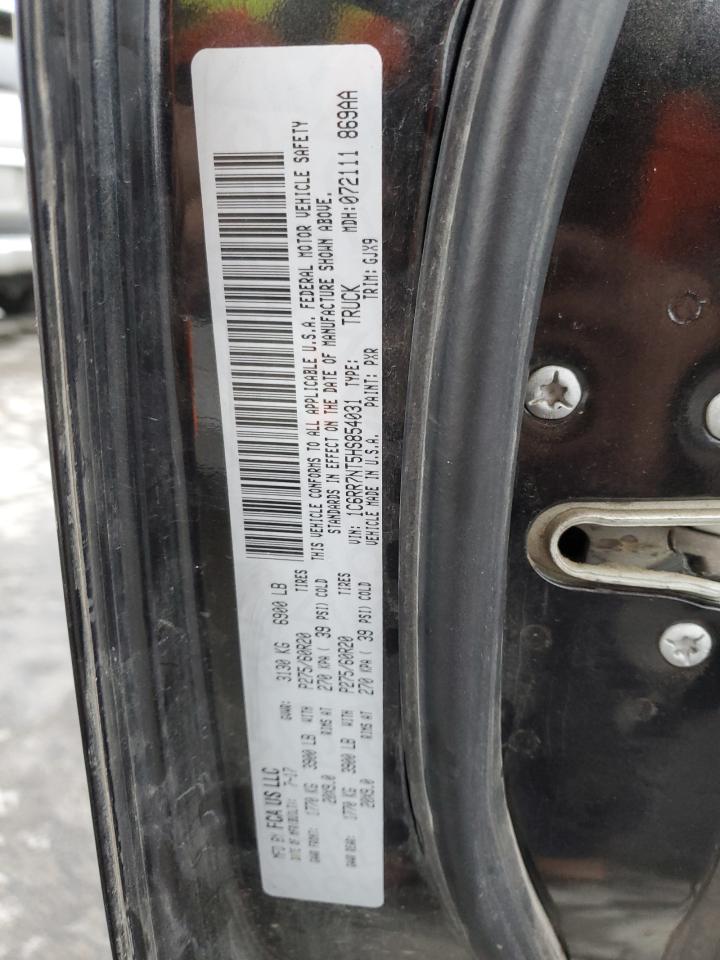 MFD BY FCA US LLC
DATE OF MFR(BUILT): 7-17 GVWR: 3130 KG 6900 LB
GAWR FRONT: 1770 KG 3900 LB WITH P275/60R20 TIRES
20X9.0 RIMS AT 270 KPA ( 39 PSI) COLD
GAWR REAR: 1770 KG 3900 LB WITH P275/60R20 TIRES
20X9.0 RIMS AT 270 KPA ( 39 PSI) COLD
THIS VEHICLE CONFORMS TO ALL APPLICABLE U.S.A. FEDERAL MOTOR VEHICLE SAFETY
STANDARDS IN EFFECT ON THE DATE OF MANUFACTURE SHOWN ABOVE.
VIN: 1C6RR7NT5HS854031 TYPE: TRUCK MDH:072111 869AA
VEHICLE MADE IN U.S.A. PAINT: PXR TRIM: GJX9